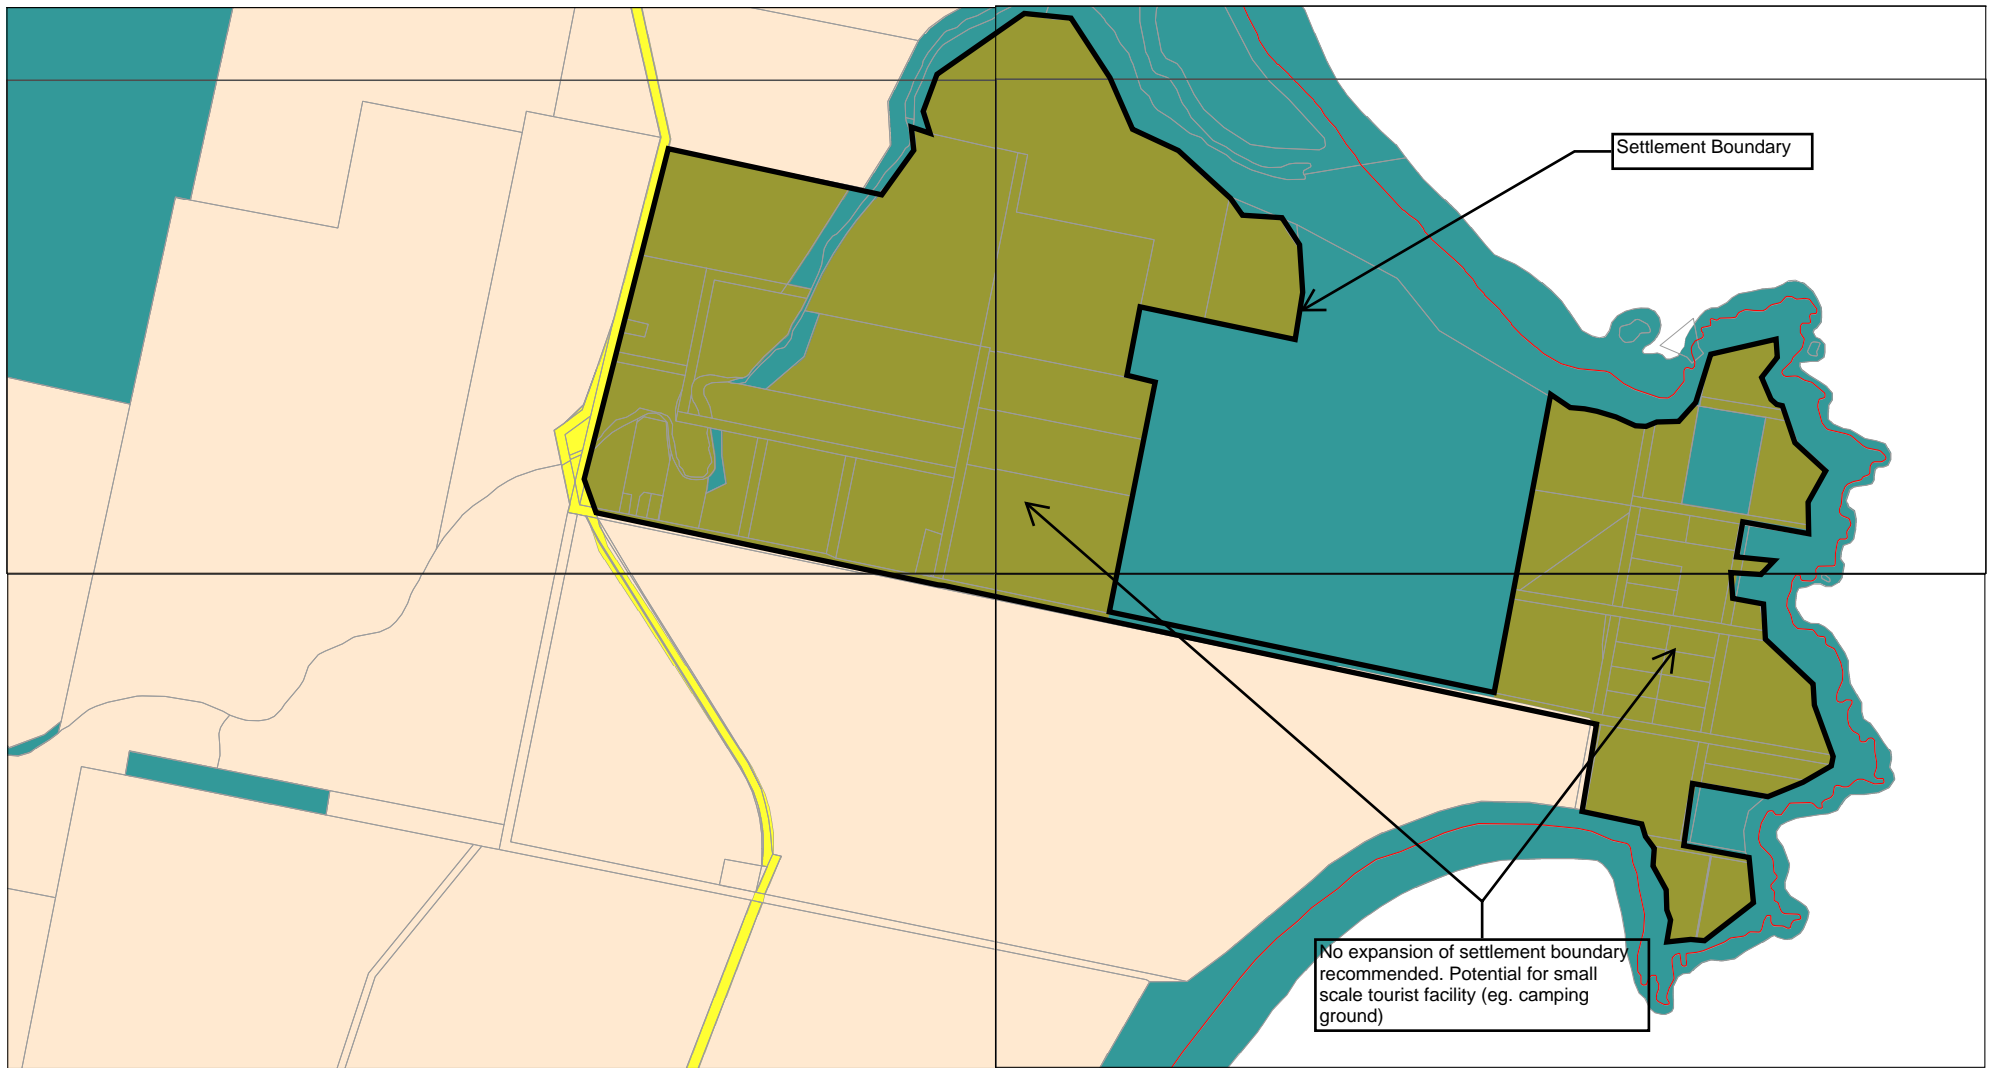 Settlement Boundary
No expansion of settlement boundary
recommended. Potential for small
scale tourist facility (eg. camping
ground)